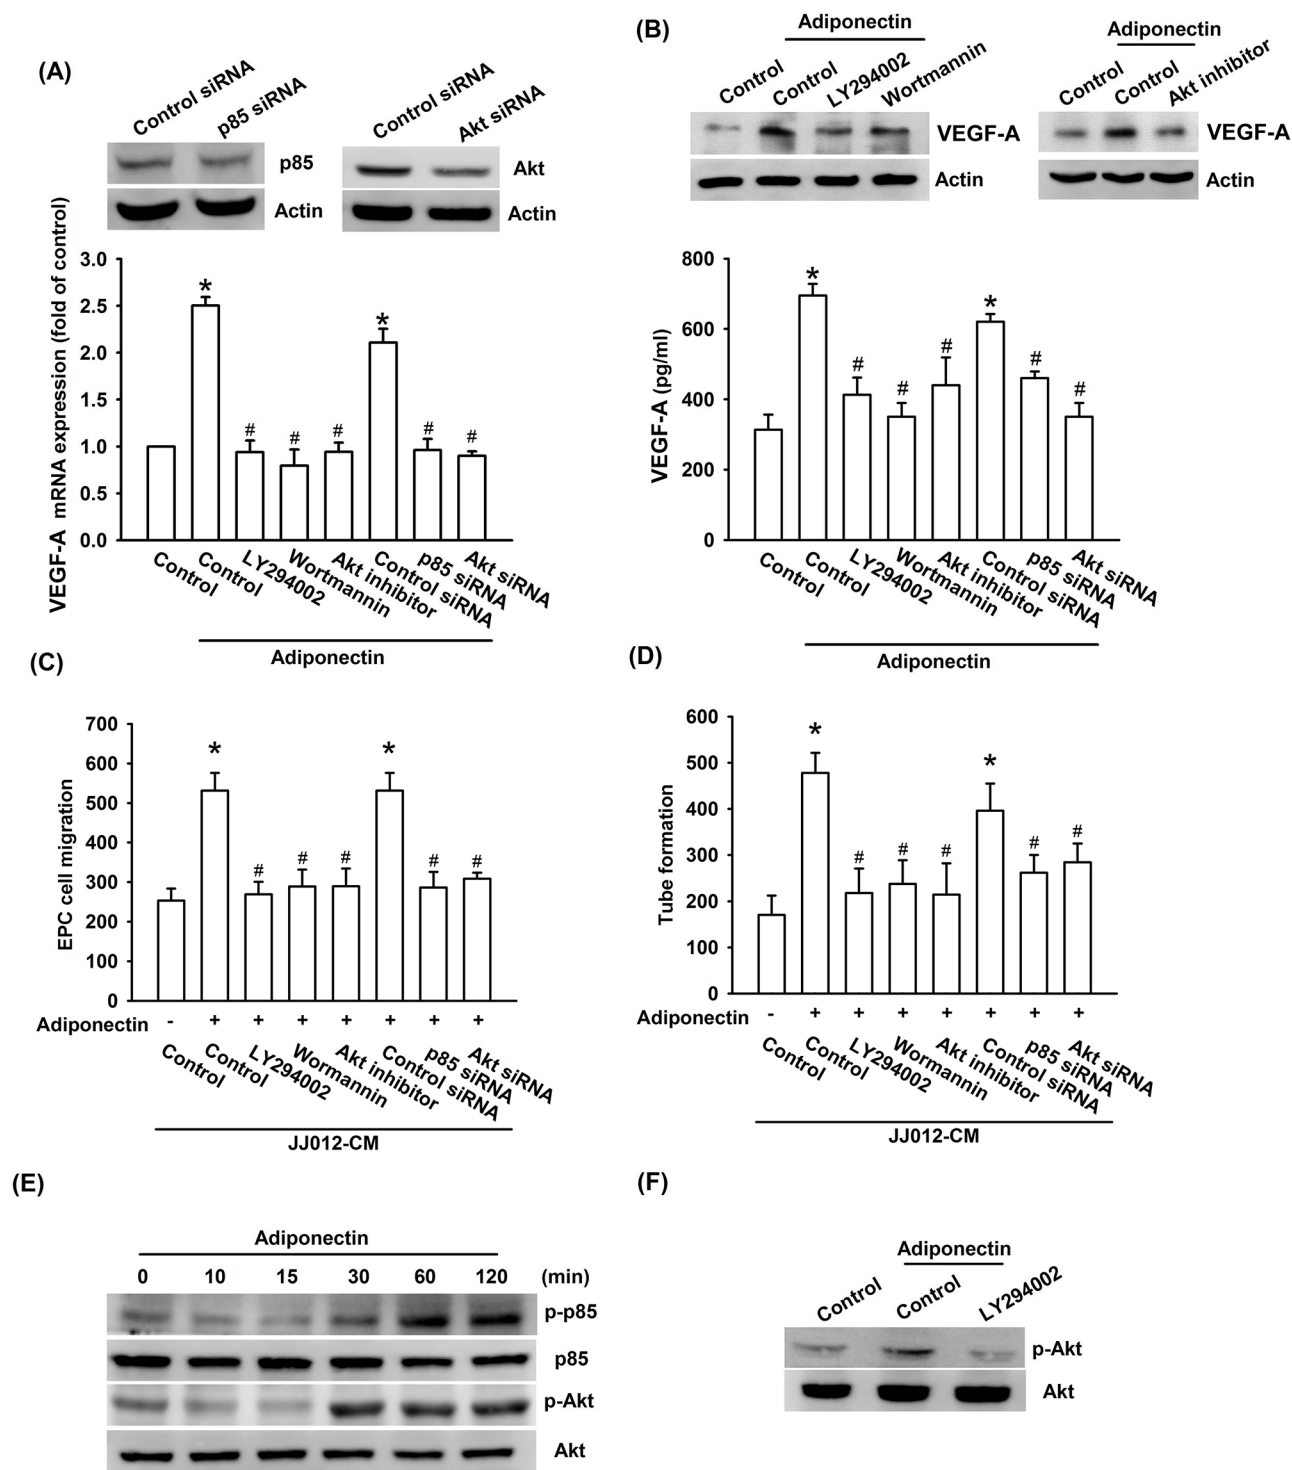 (A)
Control siRNA
p85 siRNA
Control siRNA
Akt siRNA
p85
Actin
Akt
Actin
VEGF-A mRNA expression (fold of control)
3.0
2.5
2.0
1.5
1.0
0.5
0.0
*
#
#
#
*
#
#
Control
Control
LY294002
Wortmannin
Akt inhibitor
Control siRNA
p85 siRNA
Akt siRNA
Adiponectin
(B)
Adiponectin
Control
Control
LY294002
Wortmannin
VEGF-A
Actin
Adiponectin
Control
Control
Akt inhibitor
VEGF-A
Actin
VEGF-A (pg/ml)
800
600
400
200
0
*
#
#
#
*
#
#
Control
Control
LY294002
Wortmannin
Akt inhibitor
Control siRNA
p85 siRNA
Akt siRNA
Adiponectin
(C)
EPC cell migration
700
600
500
400
300
200
100
0
*
#
#
#
*
#
#
Adiponectin - + + + + + + +
Control
Control
LY294002
Wormannin
Akt inhibitor
Control siRNA
p85 siRNA
Akt siRNA
JJ012-CM
(D)
Tube formation
600
500
400
300
200
100
0
*
#
#
#
*
#
#
Adiponectin - + + + + + + +
Control
Control
LY294002
Wormannin
Akt inhibitor
Control siRNA
p85 siRNA
Akt siRNA
JJ012-CM
(E)
Adiponectin
0 10 15 30 60 120 (min)
p-p85
p85
p-Akt
Akt
(F)
Adiponectin
Control
Control
LY294002
p-Akt
Akt